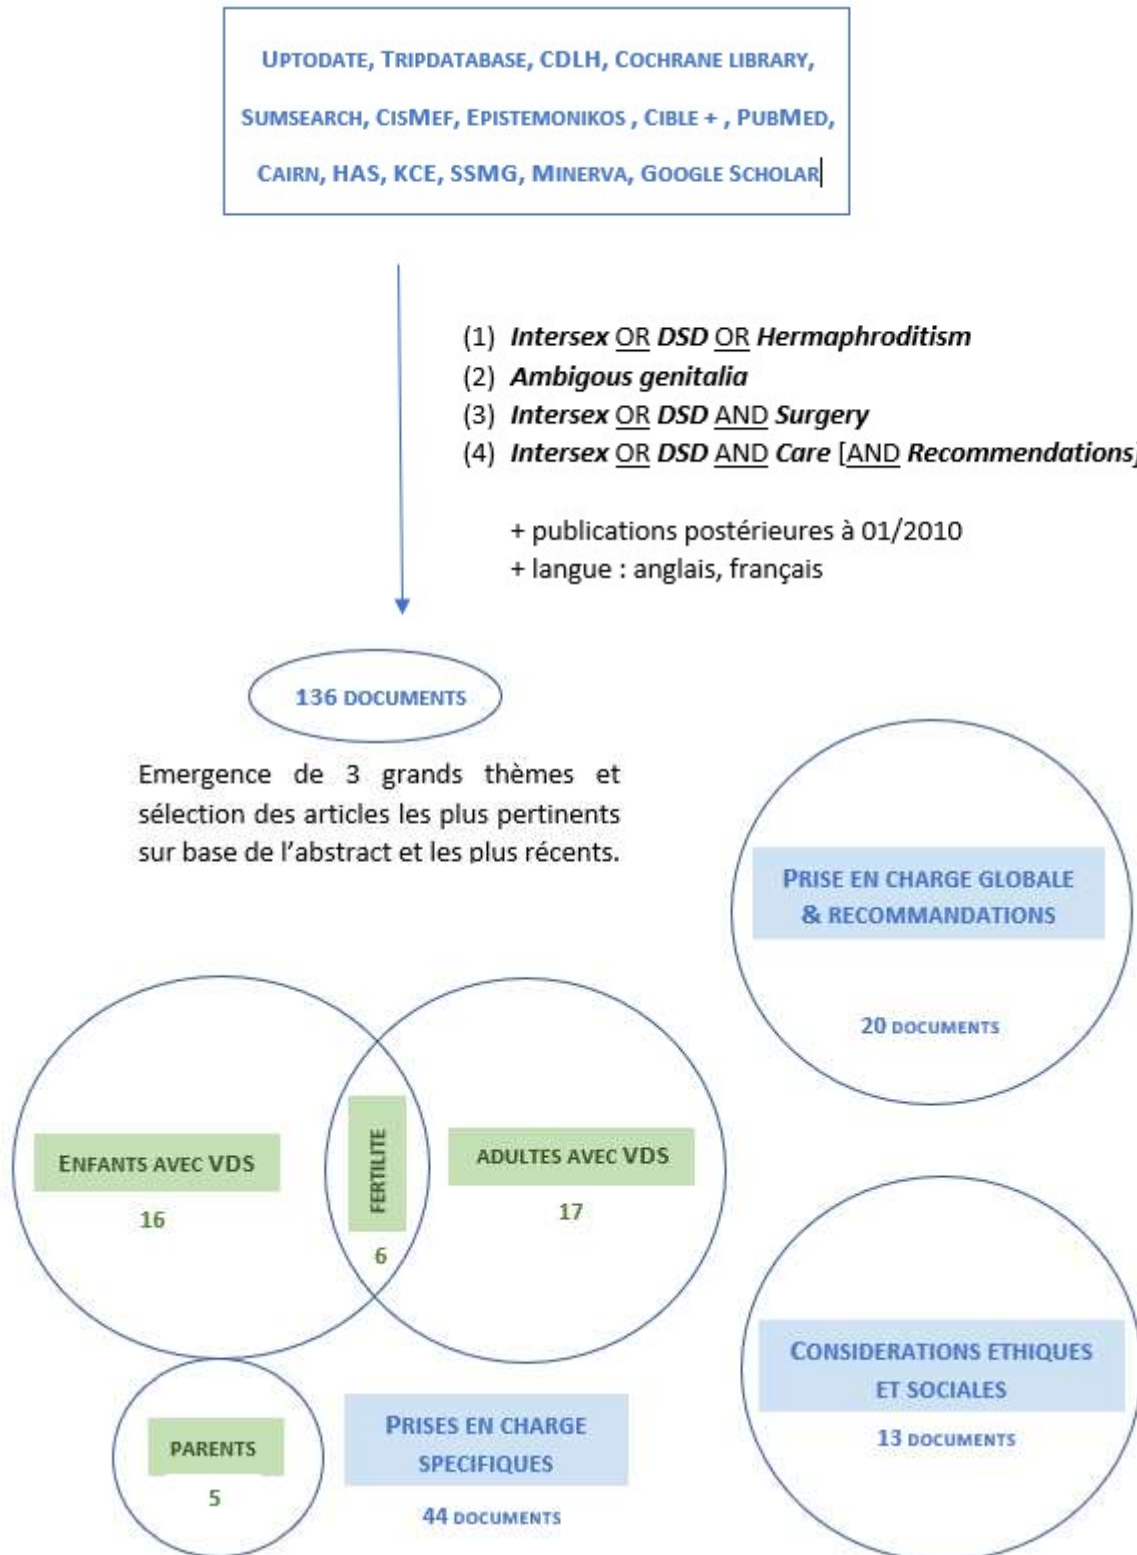 UPTODATE, TRIPDATABASE, CDLH, COCHRANE LIBRARY,
SUMSEARCH, CISMEF, EPISTEMONIKOS , CIBLE + , PUBMED,
CAIRN, HAS, KCE, SSMG, MINERVA, GOOGLE SCHOLAR
(1) Intersex OR DSD OR Hermaphroditism
(2) Ambigous genitalia
(3) Intersex OR DSD AND Surgery
(4) Intersex OR DSD AND Care [AND Recommendations]
+ publications postérieures à 01/2010
+ langue : anglais, français
136 DOCUMENTS
Emergence de 3 grands thèmes et
sélection des articles les plus pertinents
sur base de l'abstract et les plus récents.
PRISE EN CHARGE GLOBALE
& RECOMMANDATIONS
20 DOCUMENTS
ENFANTS AVEC VDS
16
FERTILITE
6
ADULTES AVEC VDS
17
PARENTS
5
PRISES EN CHARGE
SPECIFIQUES
44 DOCUMENTS
CONSIDERATIONS ETHIQUES
ET SOCIALES
13 DOCUMENTS